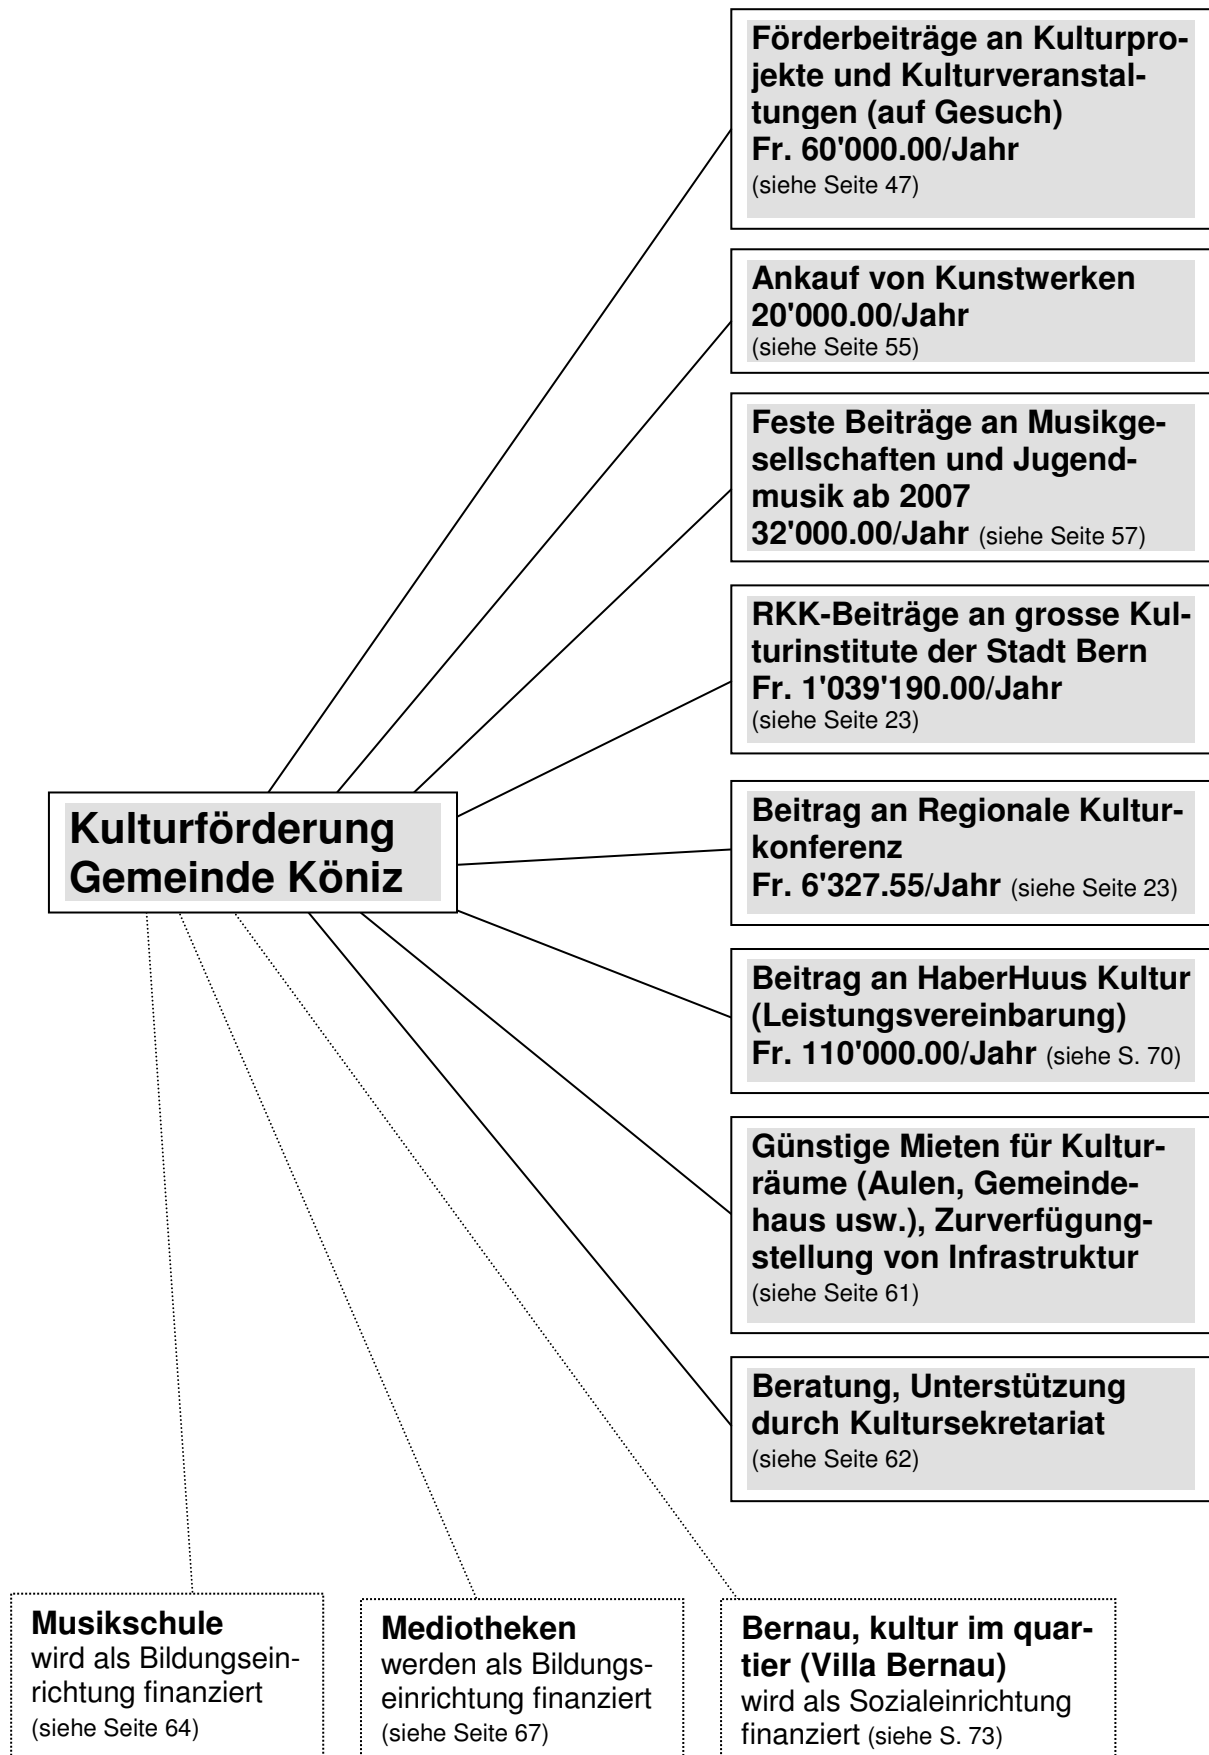 Förderbeiträge an Kulturpro-
jekte und Kulturveranstal-
tungen (auf Gesuch)
Fr. 60'000.00/Jahr
(siehe Seite 47)
Ankauf von Kunstwerken
20'000.00/Jahr
(siehe Seite 55)
Feste Beiträge an Musikge-
sellschaften und Jugend-
musik ab 2007
32'000.00/Jahr (siehe Seite 57)
RKK-Beiträge an grosse Kul-
turinstitute der Stadt Bern
Fr. 1'039'190.00/Jahr
(siehe Seite 23)
Kulturförderung
Gemeinde Köniz
Beitrag an Regionale Kultur-
konferenz
Fr. 6'327.55/Jahr (siehe Seite 23)
Beitrag an HaberHuus Kultur
(Leistungsvereinbarung)
Fr. 110'000.00/Jahr (siehe S. 70)
Günstige Mieten für Kultur-
räume (Aulen, Gemeinde-
haus usw.), Zurverfügung-
stellung von Infrastruktur
(siehe Seite 61)
Beratung, Unterstützung
durch Kultursekretariat
(siehe Seite 62)
Musikschule
wird als Bildungsein-
richtung finanziert
(siehe Seite 64)
Mediotheken
werden als Bildungs-
einrichtung finanziert
(siehe Seite 67)
Bernau, kultur im quar-
tier (Villa Bernau)
wird als Sozialeinrichtung
finanziert (siehe S. 73)